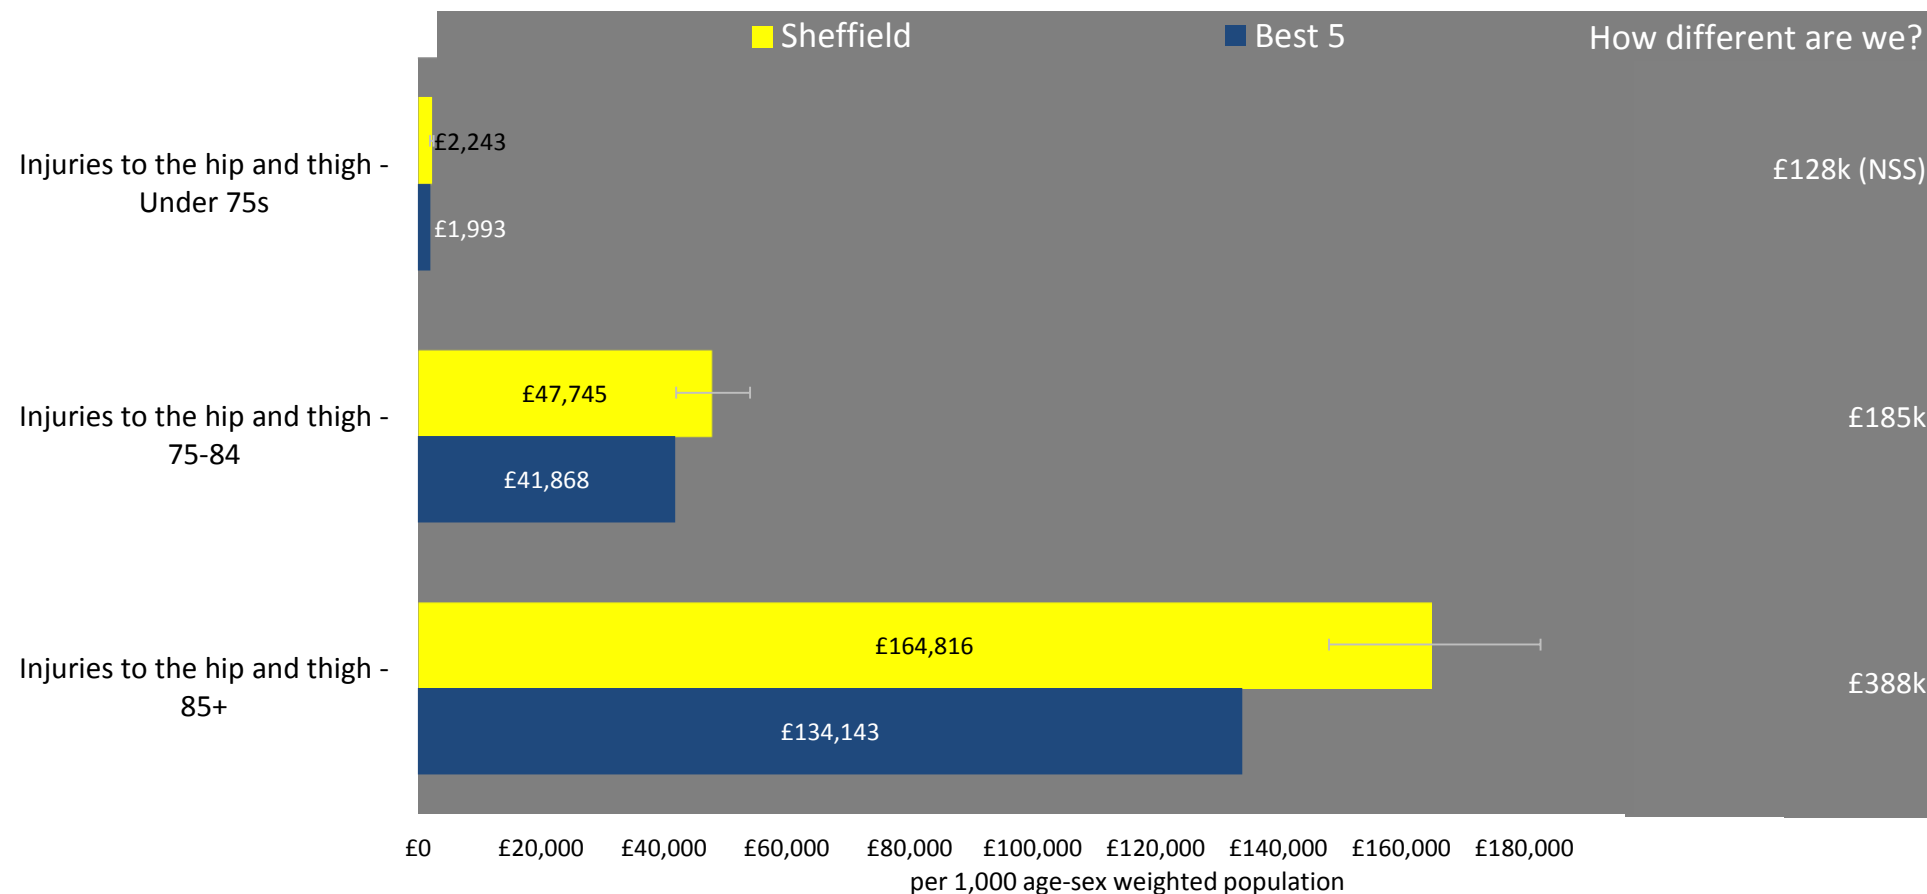 Sheffield
Best 5
How different are we?
Injuries to the hip and thigh -
Under 75s
£2,243
£1,993
£128k (NSS)
Injuries to the hip and thigh -
75-84
£47,745
£41,868
£185k
Injuries to the hip and thigh -
85+
£164,816
£134,143
£388k
£0 £20,000 £40,000 £60,000 £80,000 £100,000 £120,000 £140,000 £160,000 £180,000
per 1,000 age-sex weighted population